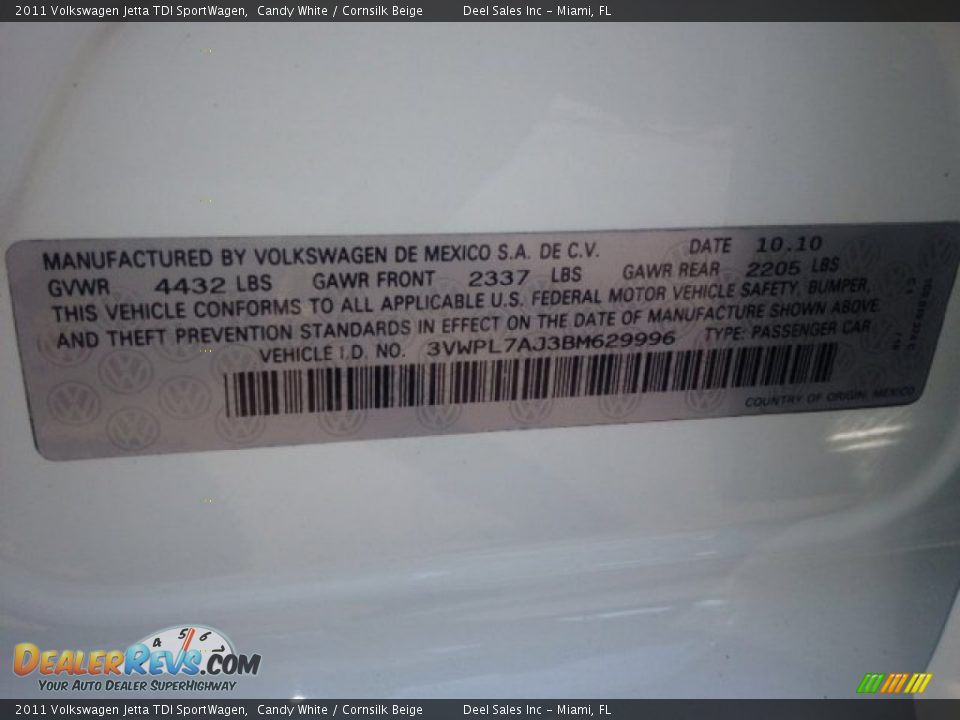 2011 Volkswagen Jetta TDI SportWagen, Candy White / Cornsilk Beige Deel Sales Inc - Miami, FL
MANUFACTURED BY VOLKSWAGEN DE MEXICO S.A. DE C.V. DATE 10.10
GVWR 4432 LBS GAWR FRONT 2337 LBS GAWR REAR 2205 LBS
THIS VEHICLE CONFORMS TO ALL APPLICABLE U.S. FEDERAL MOTOR VEHICLE SAFETY, BUMPER,
AND THEFT PREVENTION STANDARDS IN EFFECT ON THE DATE OF MANUFACTURE SHOWN ABOVE.
VEHICLE I.D. NO. 3VWPL7AJ3BM629996 TYPE: PASSENGER CAR
COUNTRY OF ORIGIN: MEXICO
4 5 6 7
DEALERREVS.COM
YOUR AUTO DEALER SUPERHIGHWAY
2011 Volkswagen Jetta TDI SportWagen, Candy White / Cornsilk Beige Deel Sales Inc - Miami, FL